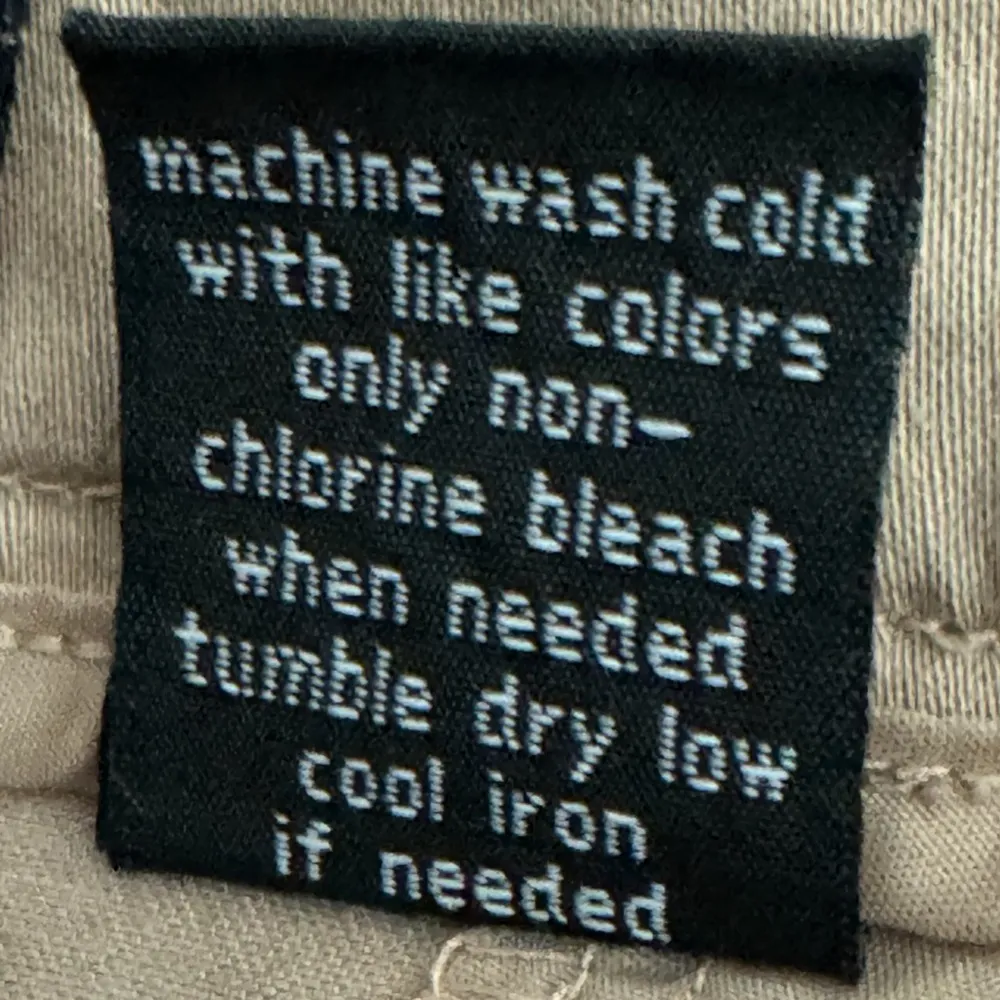 machine wash cold
with like colors
only non-
chlorine bleach
when needed
tumble dry low
cool iron
if needed